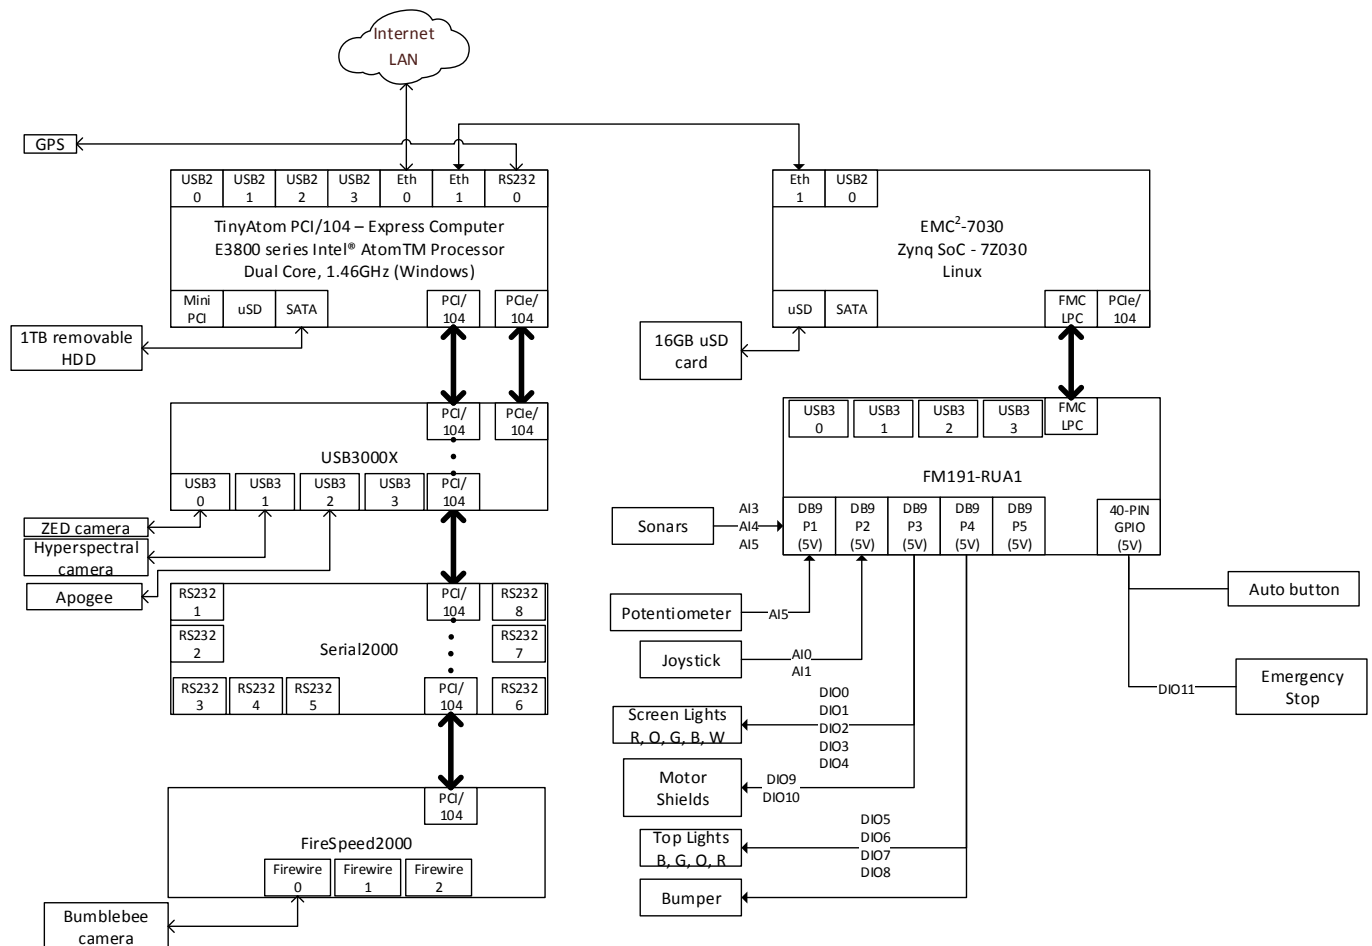 Internet
LAN
GPS
USB2
0
USB2
1
USB2
2
USB2
3
Eth
0
Eth
1
RS232
0
TinyAtom PCI/104 – Express Computer
E3800 series Intel® AtomTM Processor
Dual Core, 1.46GHz (Windows)
Mini
PCI
uSD
SATA
PCI/
104
PCIe/
104
1TB removable
HDD
PCI/
104
PCIe/
104
USB3000X
USB3
0
USB3
1
USB3
2
USB3
3
PCI/
104
ZED camera
Hyperspectral
camera
Apogee
RS232
1
RS232
2
PCI/
104
RS232
8
RS232
7
Serial2000
RS232
3
RS232
4
RS232
5
PCI/
104
RS232
6
PCI/
104
FireSpeed2000
Firewire
0
Firewire
1
Firewire
2
Bumblebee
camera
Eth
1
USB2
0
EMC²-7030
Zynq SoC - 7Z030
Linux
uSD
SATA
FMC
LPC
PCIe/
104
16GB uSD
card
USB3
0
USB3
1
USB3
2
USB3
3
FMC
LPC
FM191-RUA1
DB9
P1
(5V)
DB9
P2
(5V)
DB9
P3
(5V)
DB9
P4
(5V)
DB9
P5
(5V)
40-PIN
GPIO
(5V)
Sonars
AI3
AI4
AI5
Potentiometer
AI5
Joystick
AI0
AI1
Screen Lights
R, O, G, B, W
DIO0
DIO1
DIO2
DIO3
DIO4
Motor
Shields
DIO9
DIO10
Top Lights
B, G, O, R
DIO5
DIO6
DIO7
DIO8
Bumper
Auto button
DIO11
Emergency
Stop